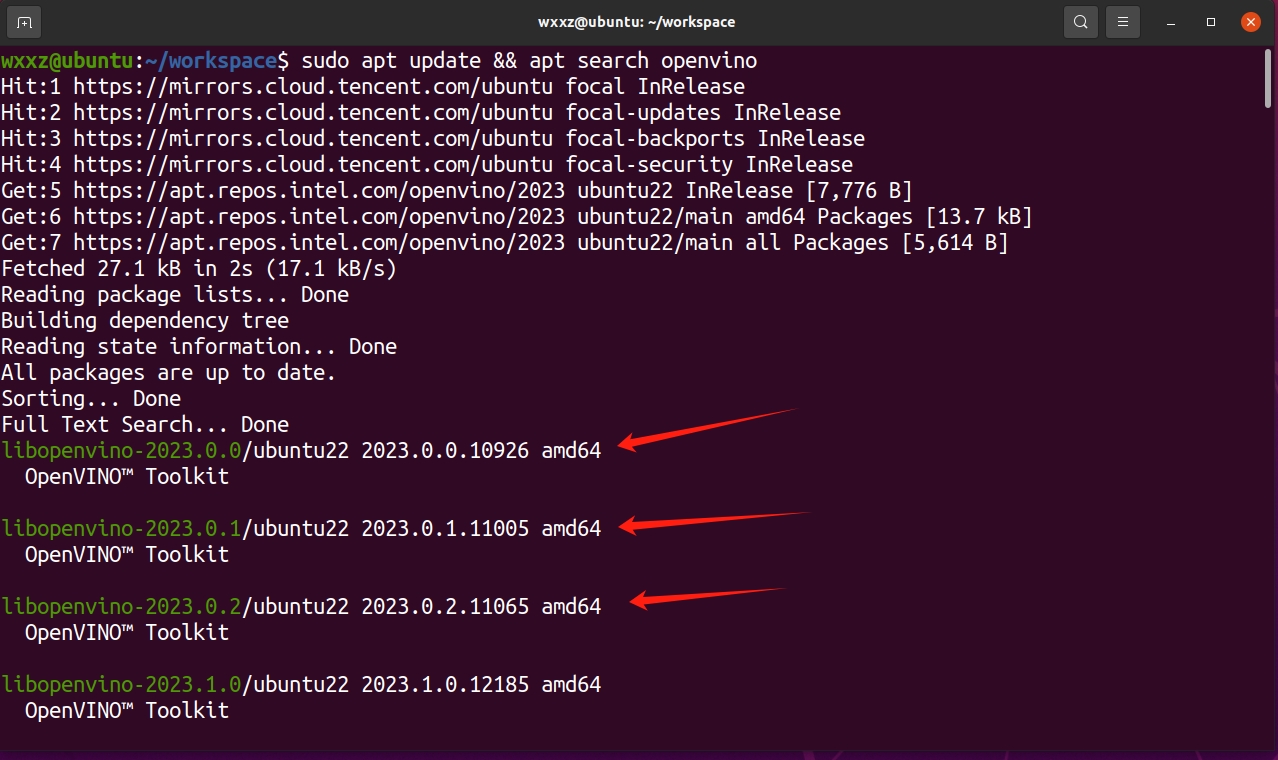 wxxz@ubuntu: ~/workspace
wxxz@ubuntu:~/workspace$ sudo apt update && apt search openvino
Hit:1 https://mirrors.cloud.tencent.com/ubuntu focal InRelease
Hit:2 https://mirrors.cloud.tencent.com/ubuntu focal-updates InRelease
Hit:3 https://mirrors.cloud.tencent.com/ubuntu focal-backports InRelease
Hit:4 https://mirrors.cloud.tencent.com/ubuntu focal-security InRelease
Get:5 https://apt.repos.intel.com/openvino/2023 ubuntu22 InRelease [7,776 B]
Get:6 https://apt.repos.intel.com/openvino/2023 ubuntu22/main amd64 Packages [13.7 kB]
Get:7 https://apt.repos.intel.com/openvino/2023 ubuntu22/main all Packages [5,614 B]
Fetched 27.1 kB in 2s (17.1 kB/s)
Reading package lists... Done
Building dependency tree
Reading state information... Done
All packages are up to date.
Sorting... Done
Full Text Search... Done
libopenvino-2023.0.0/ubuntu22 2023.0.0.10926 amd64
  OpenVINO™ Toolkit
libopenvino-2023.0.1/ubuntu22 2023.0.1.11005 amd64
  OpenVINO™ Toolkit
libopenvino-2023.0.2/ubuntu22 2023.0.2.11065 amd64
  OpenVINO™ Toolkit
libopenvino-2023.1.0/ubuntu22 2023.1.0.12185 amd64
  OpenVINO™ Toolkit